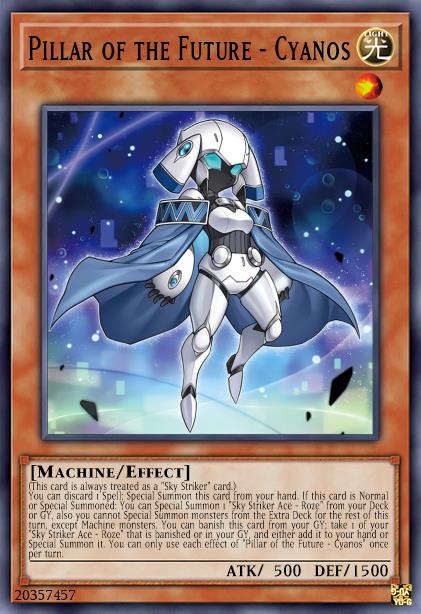 PILLAR OF THE FUTURE - CYANOS
LIGHT
光
[MACHINE/EFFECT]
(This card is always treated as a "Sky Striker" card.)
You can discard 1 Spell; Special Summon this card from your hand. If this card is Normal
or Special Summoned: You can Special Summon 1 "Sky Striker Ace - Roze" from your Deck
or GY, also you cannot Special Summon monsters from the Extra Deck for the rest of this
turn, except Machine monsters. You can banish this card from your GY; take 1 of your
"Sky Striker Ace - Roze" that is banished or in your GY, and either add it to your hand or
Special Summon it. You can only use each effect of "Pillar of the Future - Cyanos" once
per turn.
ATK/ 500 DEF/1500
20357457